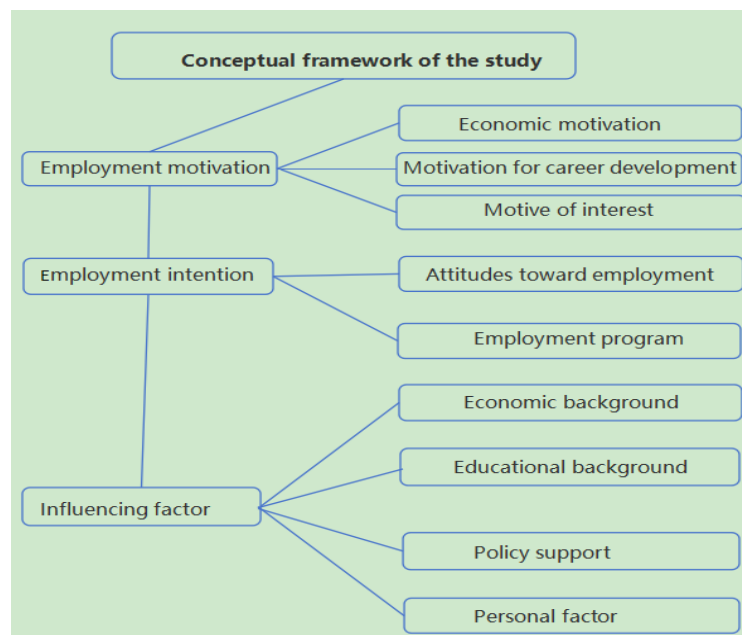 Conceptual framework of the study
Economic motivation
Employment motivation
Motivation for career development
Motive of interest
Employment intention
Attitudes toward employment
Employment program
Economic background
Educational background
Influencing factor
Policy support
Personal factor